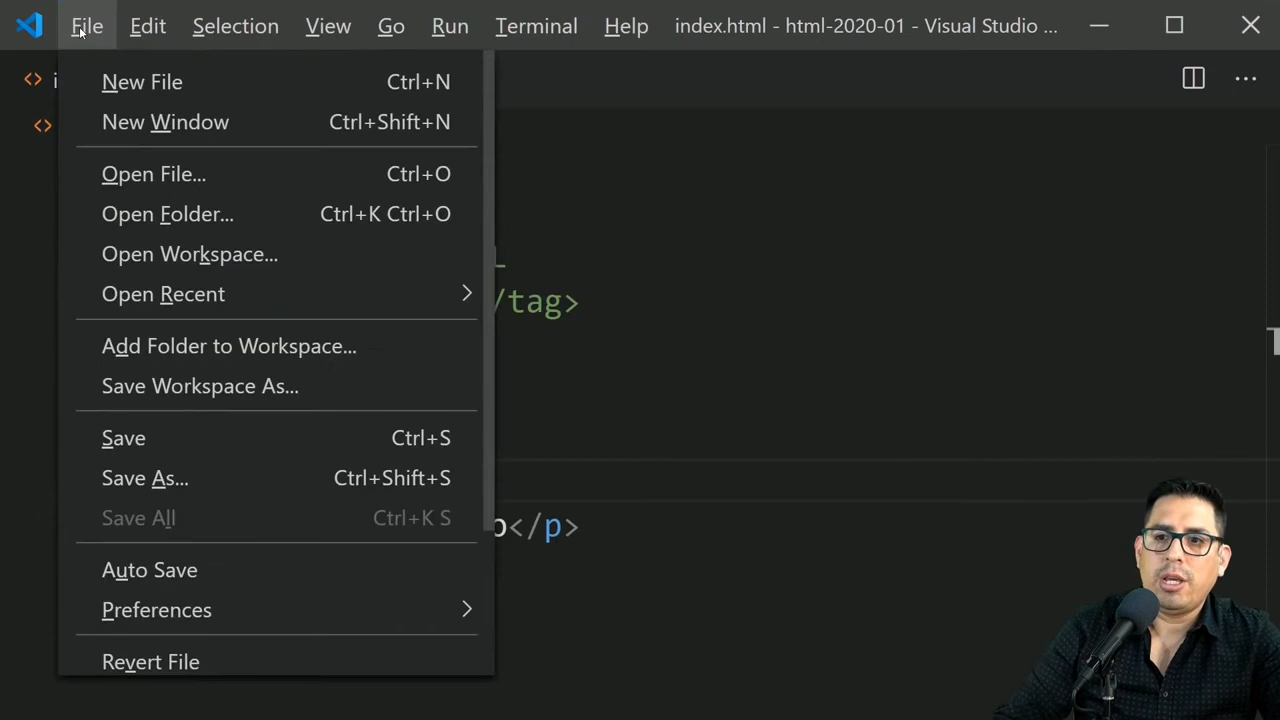 File Edit Selection View Go Run Terminal Help index.html - html-2020-01 - Visual Studio ...
New File Ctrl+N
New Window Ctrl+Shift+N
Open File... Ctrl+O
Open Folder... Ctrl+K Ctrl+O
Open Workspace...
Open Recent
/tag>
Add Folder to Workspace...
Save Workspace As...
Save Ctrl+S
Save As... Ctrl+Shift+S
Save All Ctrl+K S
p</p>
Auto Save
Preferences
Revert File